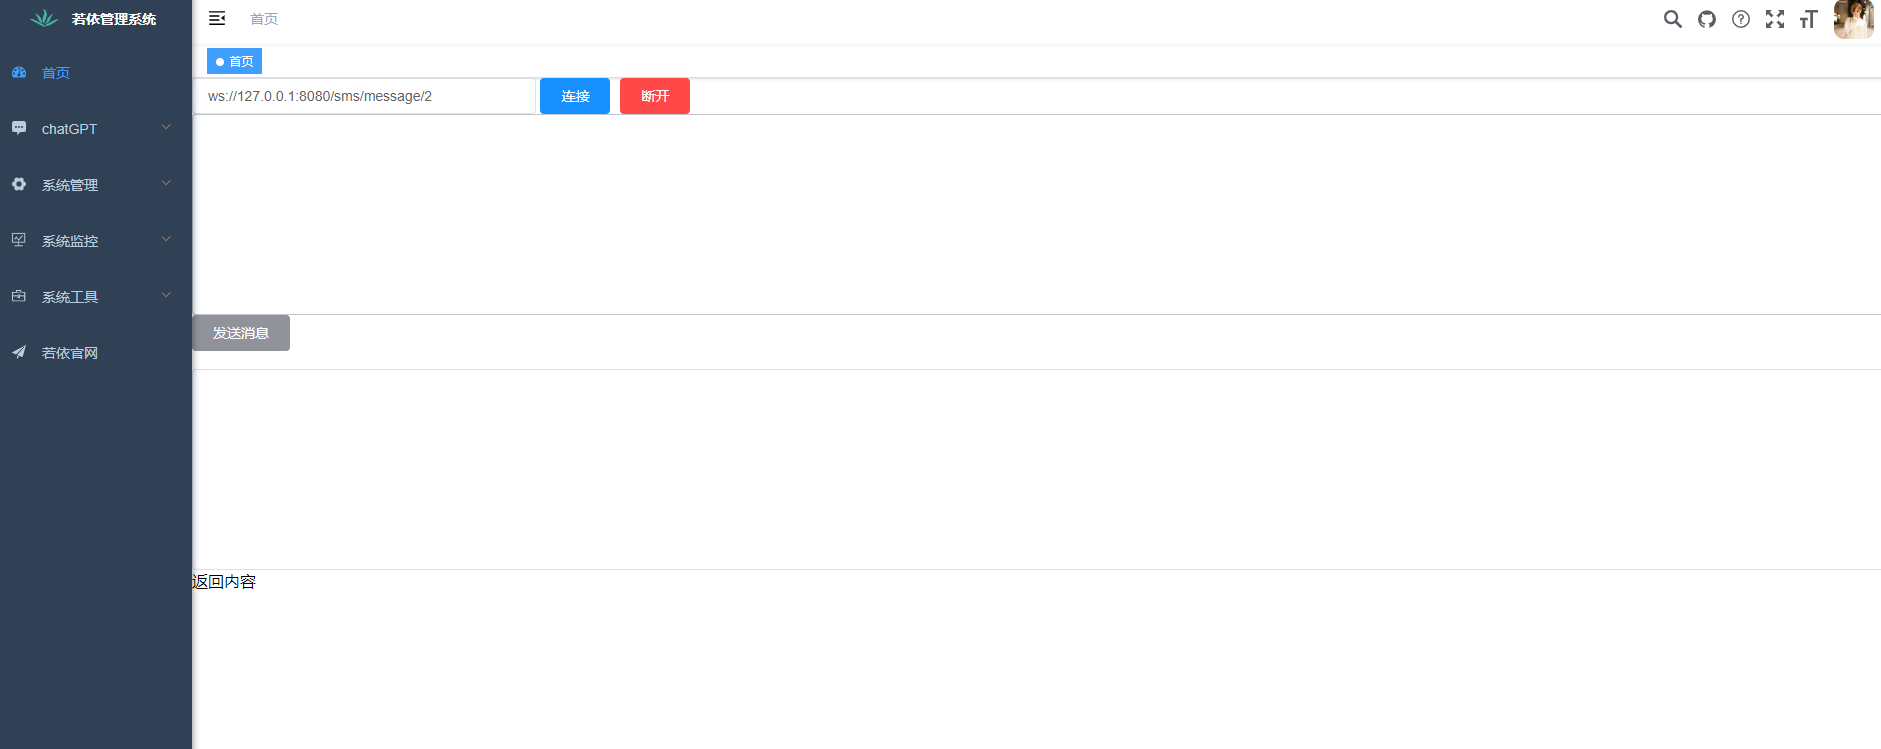 若依管理系统
首页
chatGPT
系统管理
系统监控
系统工具
若依官网
首页
首页
ws://127.0.0.1:8080/sms/message/2
连接
断开
发送消息
返回内容